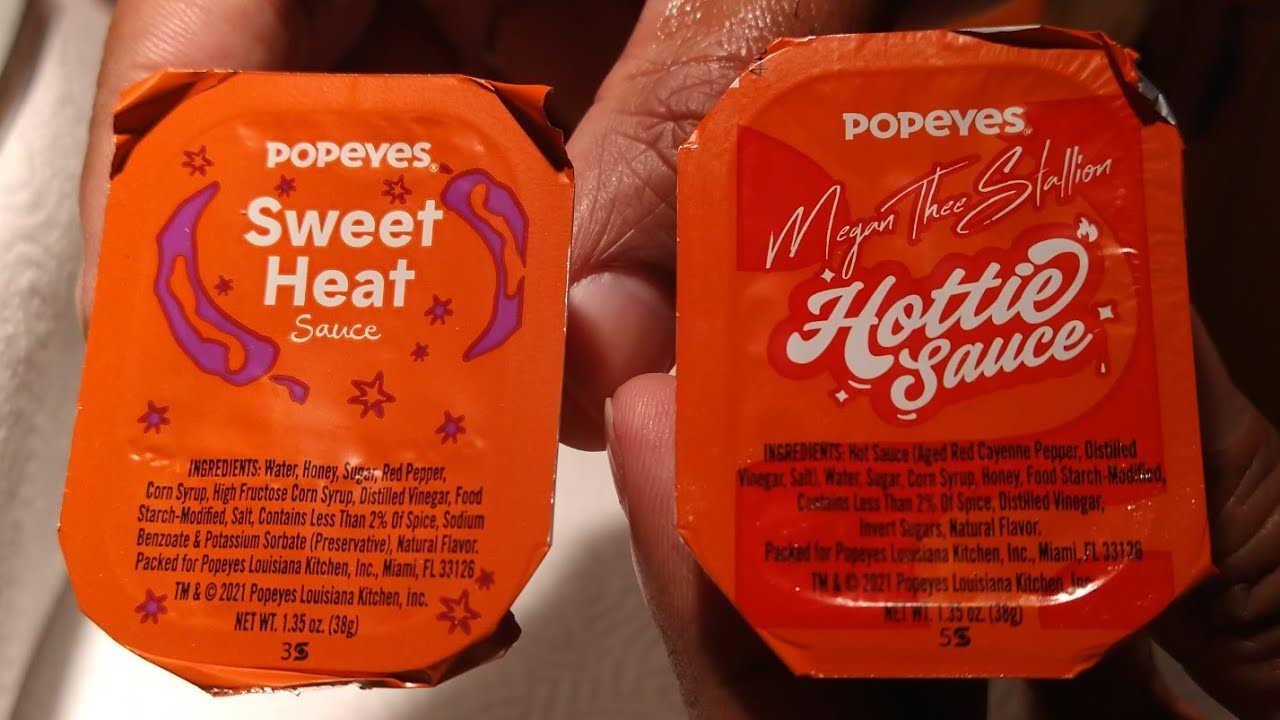 POPEYES®
Sweet
Heat
Sauce
INGREDIENTS: Water, Honey, Sugar, Red Pepper,
Corn Syrup, High Fructose Corn Syrup, Distilled Vinegar, Food
Starch-Modified, Salt, Contains Less Than 2% Of Spice, Sodium
Benzoate & Potassium Sorbate (Preservative), Natural Flavor.
Packed for Popeyes Louisiana Kitchen, Inc., Miami, FL 33126
TM & © 2021 Popeyes Louisiana Kitchen, Inc.
NET WT. 1.35 oz. (38g)
3S
POPEYES®
Megan Thee Stallion
Hottie
Sauce
INGREDIENTS: Hot Sauce (Aged Red Cayenne Pepper, Distilled
Vinegar, Salt), Water, Sugar, Corn Syrup, Honey, Food Starch-Modified,
Contains Less Than 2% Of Spice, Distilled Vinegar,
Invert Sugars, Natural Flavor.
Packed for Popeyes Louisiana Kitchen, Inc., Miami, FL 33126
TM & © 2021 Popeyes Louisiana Kitchen, Inc.
NET WT. 1.35 oz. (38g)
5S